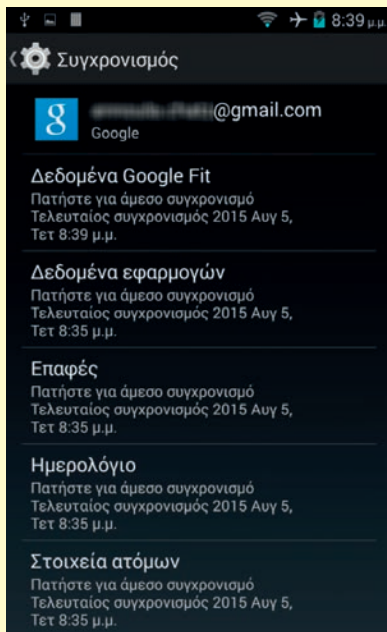 8:39 μ.μ.
Συγχρονισμός
@gmail.com
Google
Δεδομένα Google Fit
Πατήστε για άμεσο συγχρονισμό
Τελευταίος συγχρονισμός 2015 Αυγ 5,
Τετ 8:39 μ.μ.
Δεδομένα εφαρμογών
Πατήστε για άμεσο συγχρονισμό
Τελευταίος συγχρονισμός 2015 Αυγ 5,
Τετ 8:35 μ.μ.
Επαφές
Πατήστε για άμεσο συγχρονισμό
Τελευταίος συγχρονισμός 2015 Αυγ 5,
Τετ 8:35 μ.μ.
Ημερολόγιο
Πατήστε για άμεσο συγχρονισμό
Τελευταίος συγχρονισμός 2015 Αυγ 5,
Τετ 8:35 μ.μ.
Στοιχεία ατόμων
Πατήστε για άμεσο συγχρονισμό
Τελευταίος συγχρονισμός 2015 Αυγ 5,
Τετ 8:35 μ.μ.